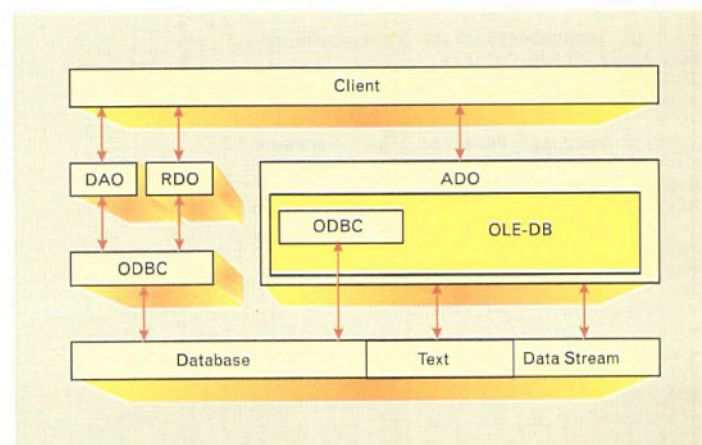 Client
DAO
RDO
ADO
ODBC
OLE-DB
ODBC
Database
Text
Data Stream